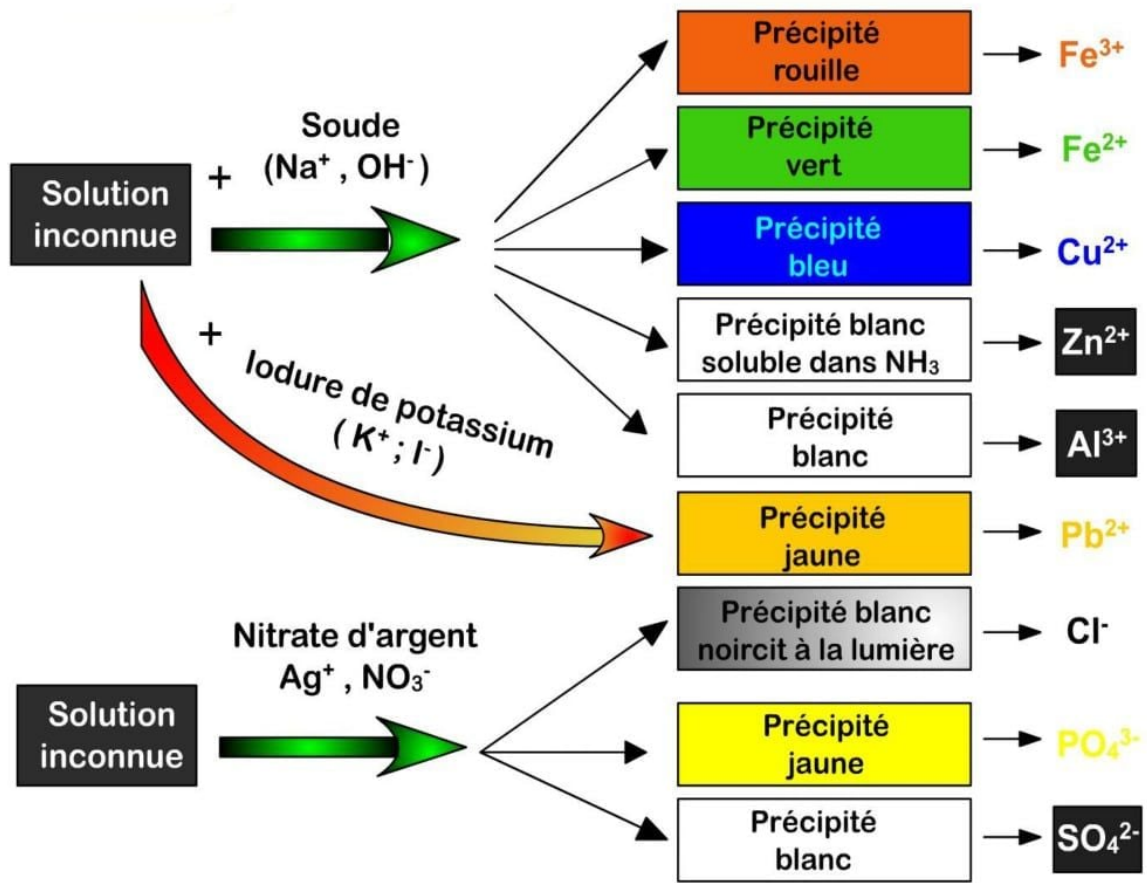 Solution
inconnue
+
Soude
(Na⁺ , OH⁻)
Précipité
rouille
Fe³⁺
Précipité
vert
Fe²⁺
Précipité
bleu
Cu²⁺
Précipité blanc
soluble dans NH₃
Zn²⁺
Précipité
blanc
Al³⁺
+
Iodure de potassium
( K⁺ ; I⁻)
Précipité
jaune
Pb²⁺
Solution
inconnue
Nitrate d'argent
Ag⁺ , NO₃⁻
Précipité blanc
noircit à la lumière
Cl⁻
Précipité
jaune
PO₄³⁻
Précipité
blanc
SO₄²⁻